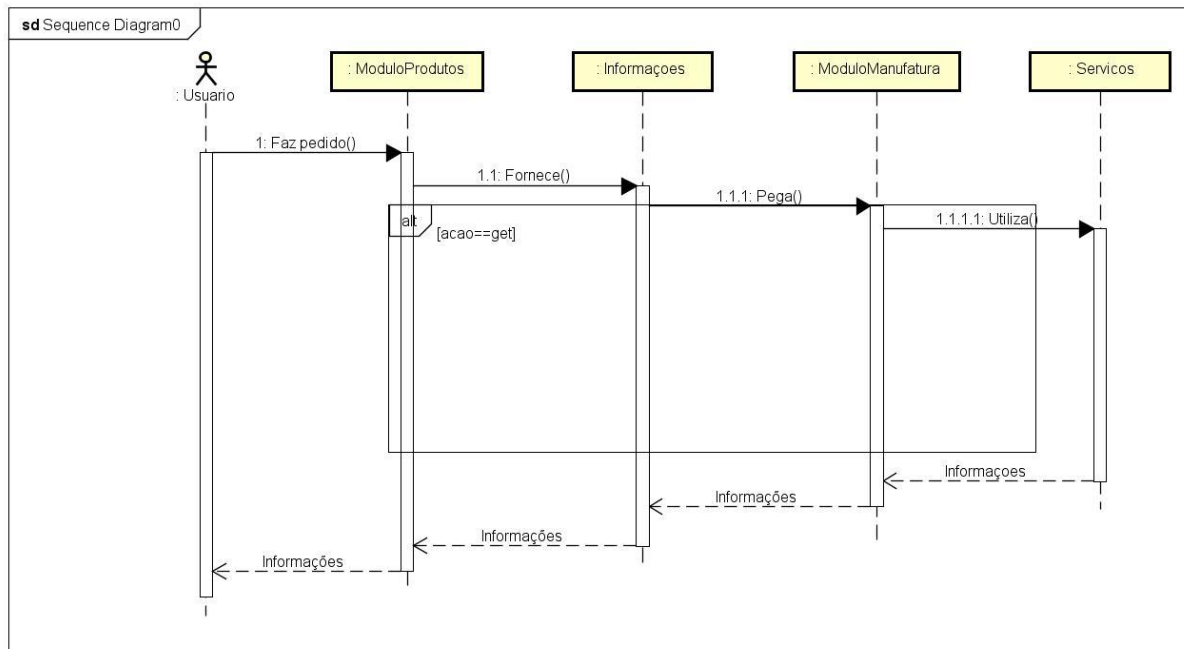 sd Sequence Diagram0
: Usuario
: ModuloProdutos
: Informaçoes
: ModuloManufatura
: Servicos
1: Faz pedido()
1.1: Fornece()
1.1.1: Pega()
alt
[acao==get]
1.1.1.1: Utiliza()
Informaçoes
Informações
Informações
Informações